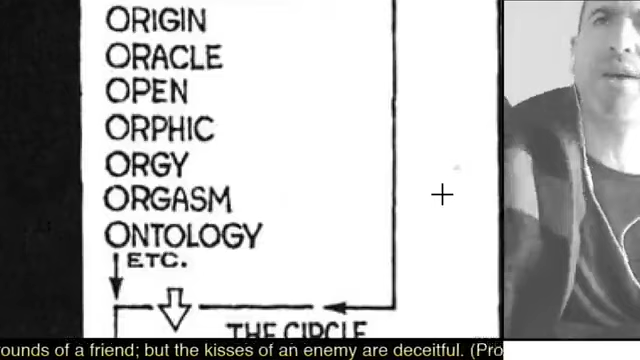 ORIGIN
ORACLE
OPEN
ORPHIC
ORGY
ORGASM
ONTOLOGY
ETC.
THE CIRCLE
of a friend; but the kisses of an enemy are deceitful. (Pro